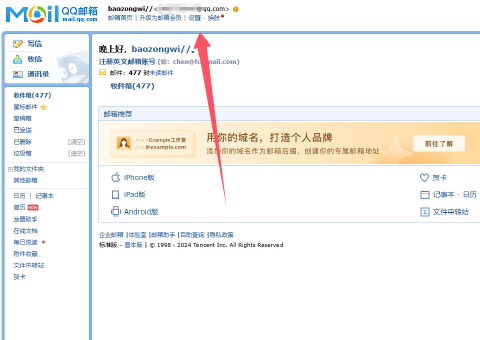 Mail QQ邮箱
mail.qq.com
baozongwi//<qq.com>
邮箱首页 | 升级为邮箱会员 | 设置 - 换肤
写信
收信
通讯录
收件箱(477)
星标邮件
草稿箱
已发送
已删除 [清空]
垃圾箱 [清空]
我的文件夹
其他邮箱
日历 | 记事本
简历 NEW
发票助手
在线文档
每日悦读
附件收藏
文件中转站
贺卡
晚上好, baozongwi//
注册英文邮箱账号 (如: chen@foxmail.com)
邮件: 477 封未读邮件
收件箱(477)
邮箱推荐
Example工作室
@example.com
用你的域名，打造个人品牌
添加你的域名作为邮箱后缀，创建你的专属邮箱地址
前往了解
iPhone版
贺卡
iPad版
记事本 - 日历
Android版
文件中转站
企业邮箱 | 体验室 | 邮箱助手 | 自助查询 | 隐私政策
标准版 - 基本版 | © 1998 - 2024 Tencent Inc. All Rights Reserved